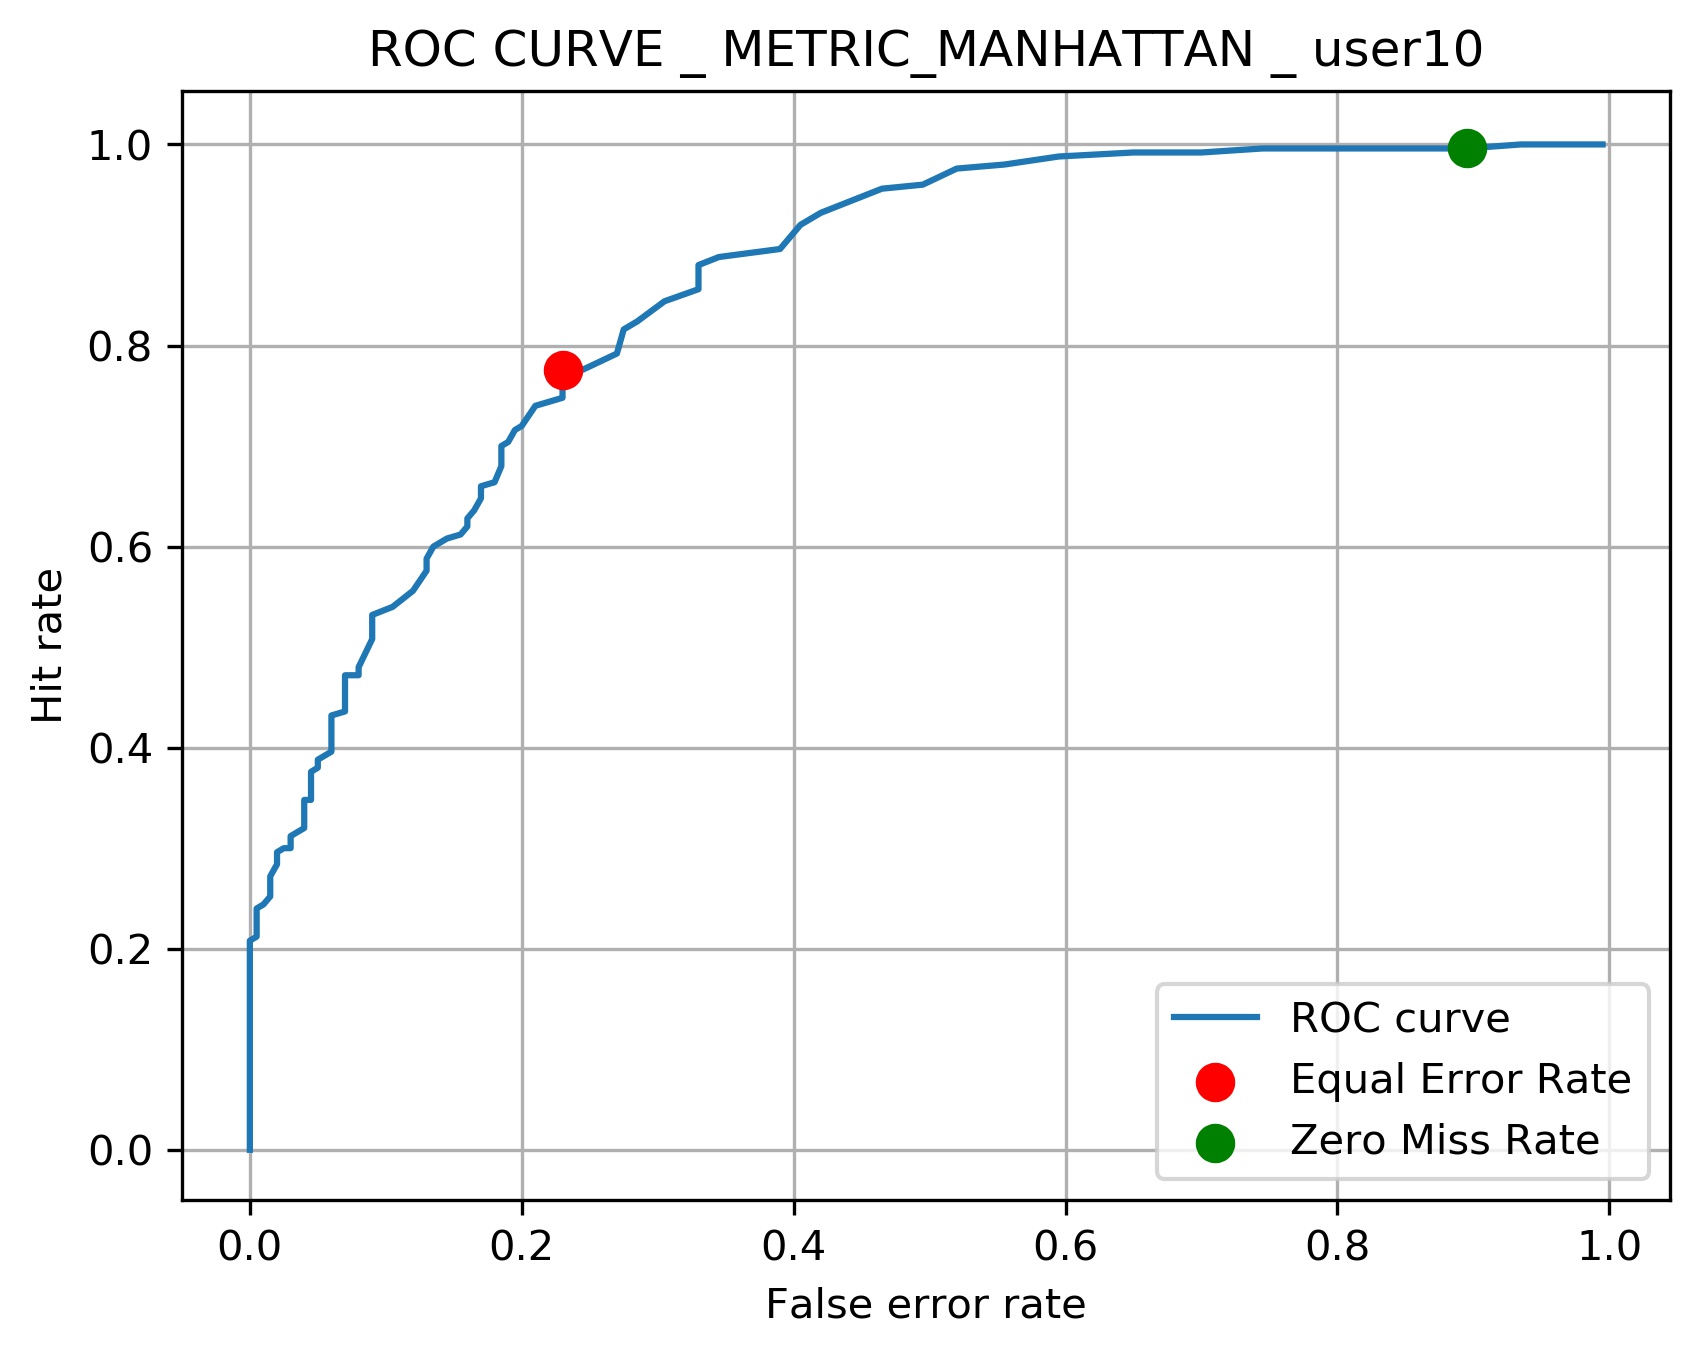 ROC CURVE _ METRIC_MANHATTAN _ user10
Hit rate
1.0
0.8
0.6
0.4
0.2
0.0
ROC curve
Equal Error Rate
Zero Miss Rate
0.0 0.2 0.4 0.6 0.8 1.0
False error rate